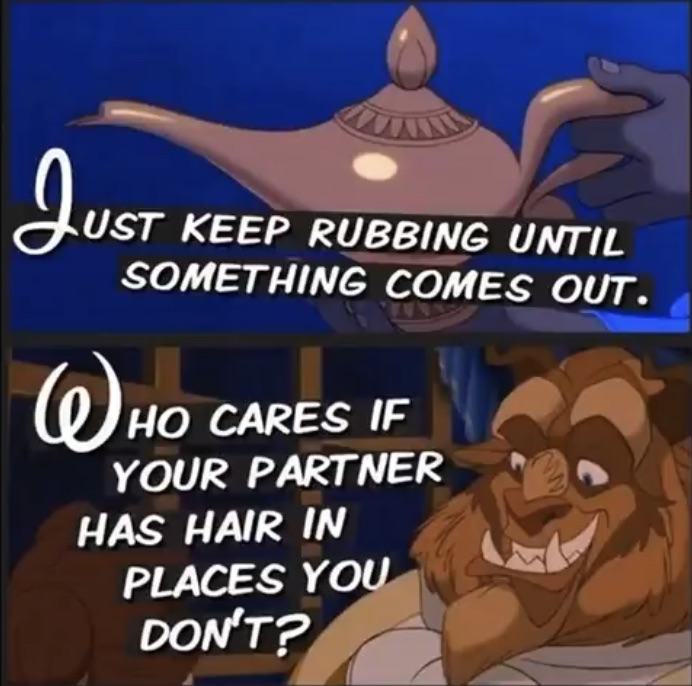 JUST KEEP RUBBING UNTIL
SOMETHING COMES OUT.
WHO CARES IF
YOUR PARTNER
HAS HAIR IN
PLACES YOU
DON'T?